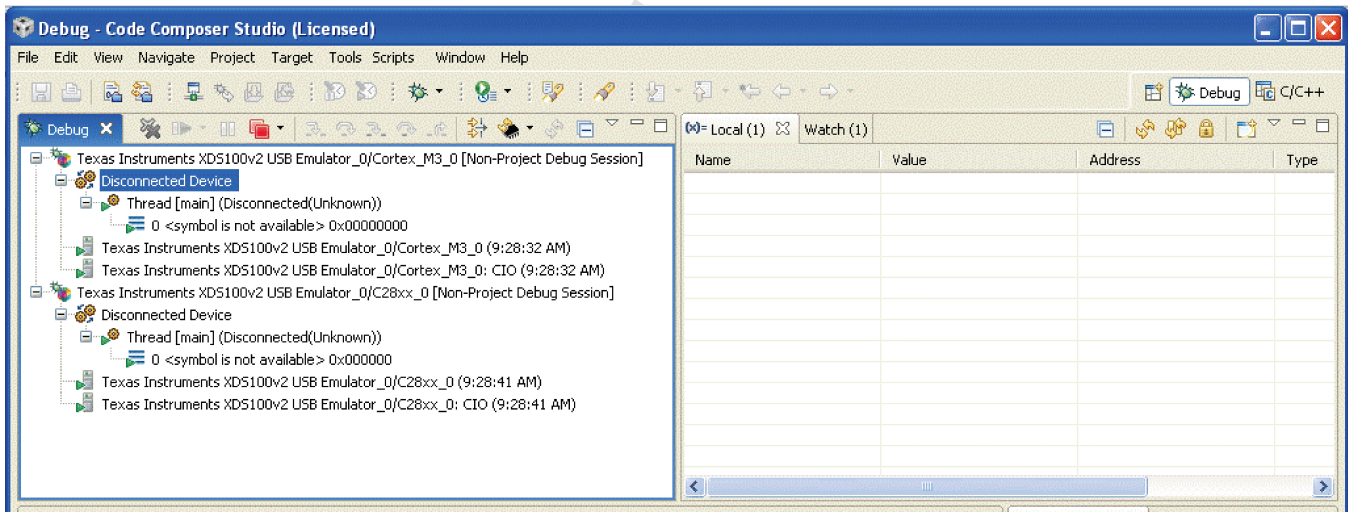 Debug - Code Composer Studio (Licensed)
File Edit View Navigate Project Target Tools Scripts Window Help
Debug C/C++
Debug
Local (1) Watch (1)
Texas Instruments XDS100v2 USB Emulator_0/Cortex_M3_0 [Non-Project Debug Session]
Disconnected Device
Thread [main] (Disconnected(Unknown))
0 <symbol is not available> 0x00000000
Texas Instruments XDS100v2 USB Emulator_0/Cortex_M3_0 (9:28:32 AM)
Texas Instruments XDS100v2 USB Emulator_0/Cortex_M3_0: CIO (9:28:32 AM)
Texas Instruments XDS100v2 USB Emulator_0/C28xx_0 [Non-Project Debug Session]
Disconnected Device
Thread [main] (Disconnected(Unknown))
0 <symbol is not available> 0x000000
Texas Instruments XDS100v2 USB Emulator_0/C28xx_0 (9:28:41 AM)
Texas Instruments XDS100v2 USB Emulator_0/C28xx_0: CIO (9:28:41 AM)
Name Value Address Type